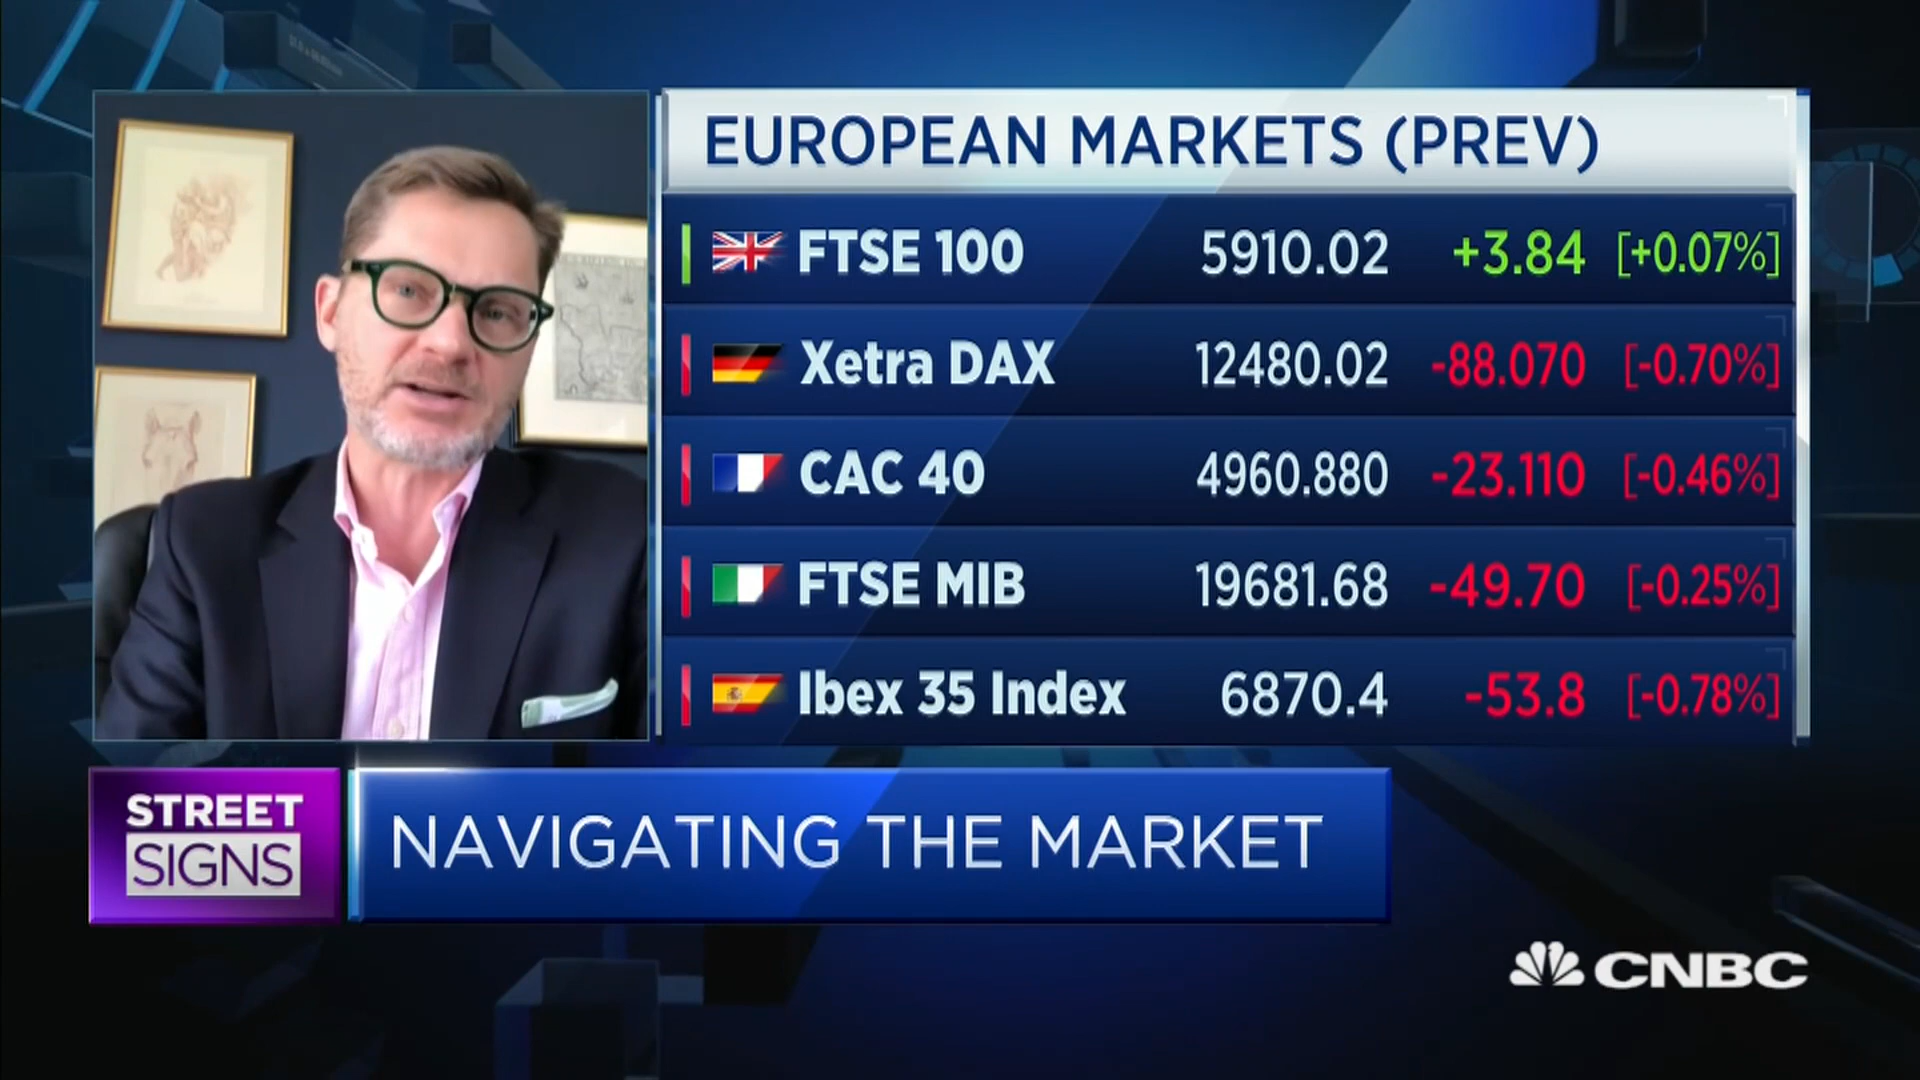 EUROPEAN MARKETS (PREV)
FTSE 100 5910.02 +3.84 [+0.07%]
Xetra DAX 12480.02 -88.070 [-0.70%]
CAC 40 4960.880 -23.110 [-0.46%]
FTSE MIB 19681.68 -49.70 [-0.25%]
Ibex 35 Index 6870.4 -53.8 [-0.78%]
STREET
SIGNS
NAVIGATING THE MARKET
CNBC